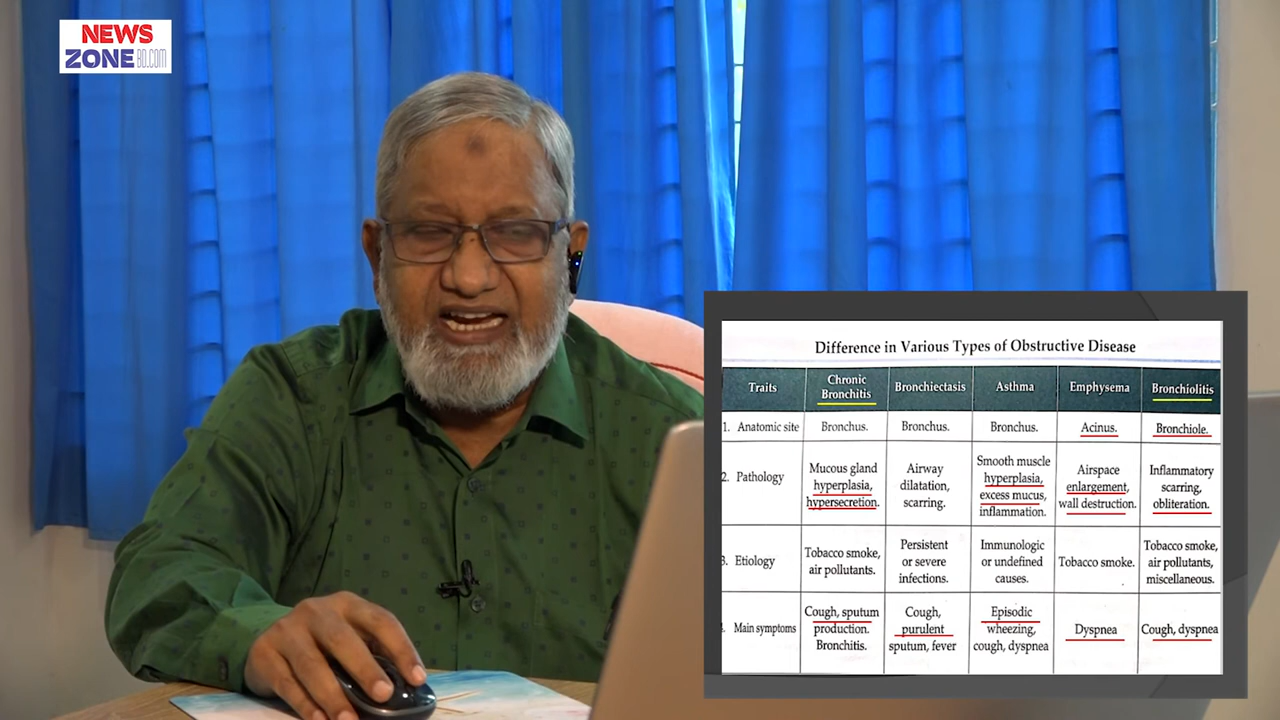 NEWS
ZONEBD.COM
Difference in Various Types of Obstructive Disease
Traits
Chronic
Bronchitis
Bronchiectasis
Asthma
Emphysema
Bronchiolitis
1. Anatomic site
Bronchus.
Bronchus.
Bronchus.
Acinus.
Bronchiole.
2. Pathology
Mucous gland
hyperplasia,
hypersecretion.
Airway
dilatation,
scarring.
Smooth muscle
hyperplasia,
excess mucus,
inflammation.
Airspace
enlargement,
wall destruction.
Inflammatory
scarring,
obliteration.
3. Etiology
Tobacco smoke,
air pollutants.
Persistent
or severe
infections.
Immunologic
or undefined
causes.
Tobacco smoke.
Tobacco smoke,
air pollutants,
miscellaneous.
Main symptoms
Cough, sputum
production.
Bronchitis.
Cough,
purulent
sputum, fever
Episodic
wheezing,
cough, dyspnea
Dyspnea
Cough, dyspnea